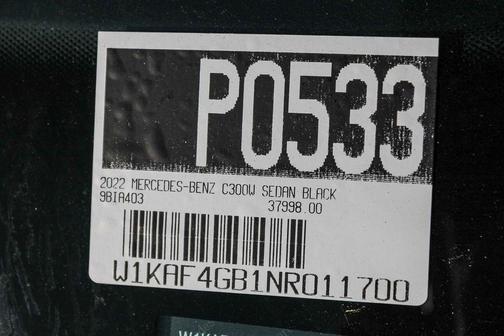 P0533
2022 MERCEDES-BENZ C300W SEDAN BLACK
9BIA403 37998.00
W1KAF4GB1NR011700